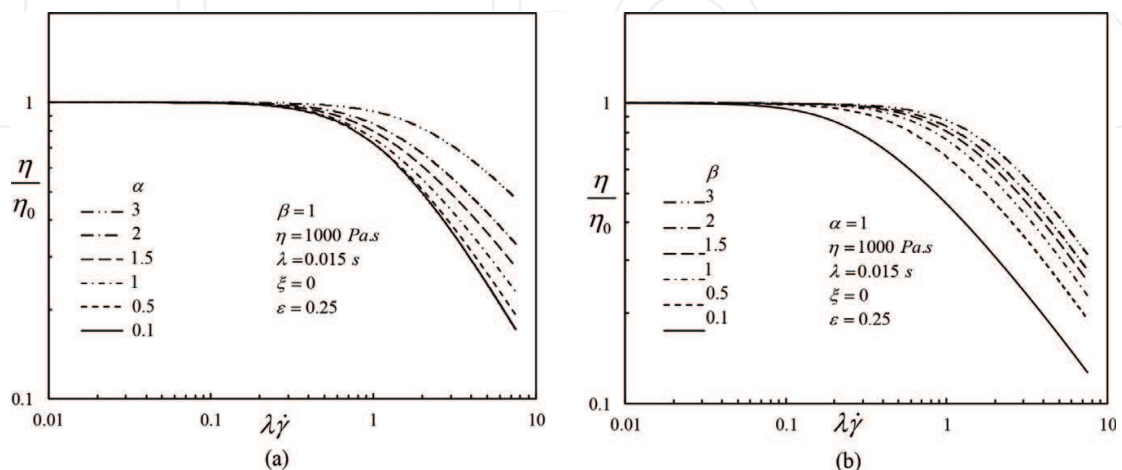 1
η
η0
0.1
α
3
2
1.5
1
0.5
0.1
β = 1
η = 1000 Pa.s
λ = 0.015 s
ξ = 0
ε = 0.25
0.01
0.1
1
10
λγ̇
(a)
1
η
η0
0.1
β
3
2
1.5
1
0.5
0.1
α = 1
η = 1000 Pa.s
λ = 0.015 s
ξ = 0
ε = 0.25
0.01
0.1
1
10
λγ̇
(b)